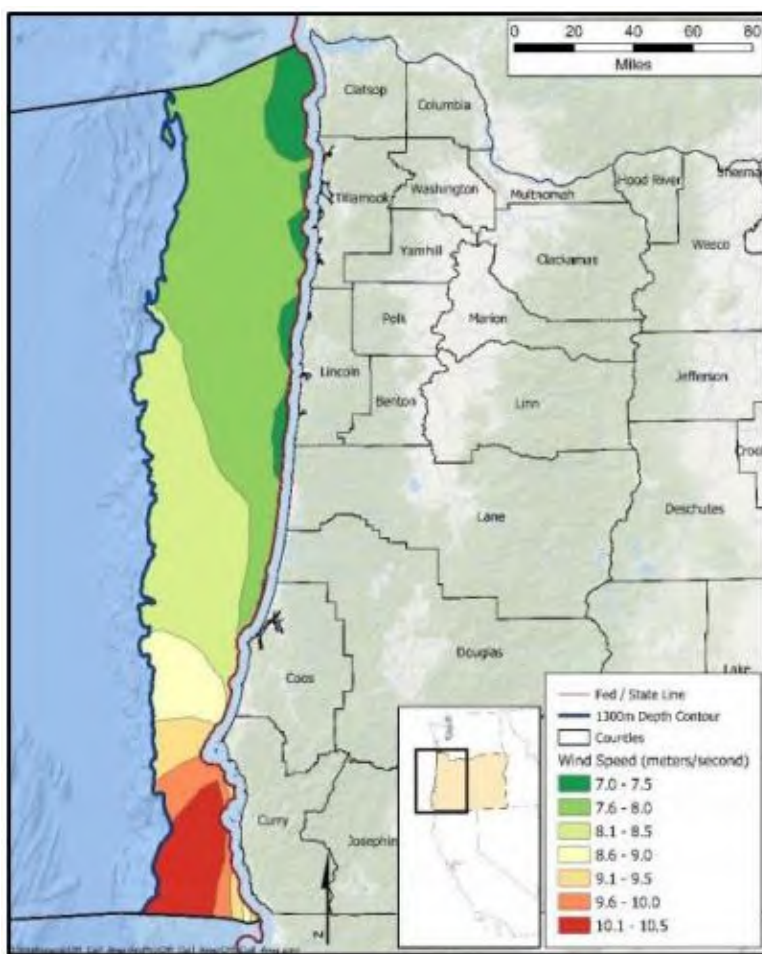 0 20 40 60 80
Miles
Clatsop
Columbia
Tillamook
Washington
Multnomah
Hood River
Sherma
Yamhill
Clackamas
Wasco
Polk
Marion
Lincoln
Jefferson
Benton
Linn
Croo
Lane
Deschutes
Douglas
Coos
Lake
Curry
Josephin
N
Fed / State Line
1300m Depth Contour
Counties
Wind Speed (meters/second)
7.0 - 7.5
7.6 - 8.0
8.1 - 8.5
8.6 - 9.0
9.1 - 9.5
9.6 - 10.0
10.1 - 10.5